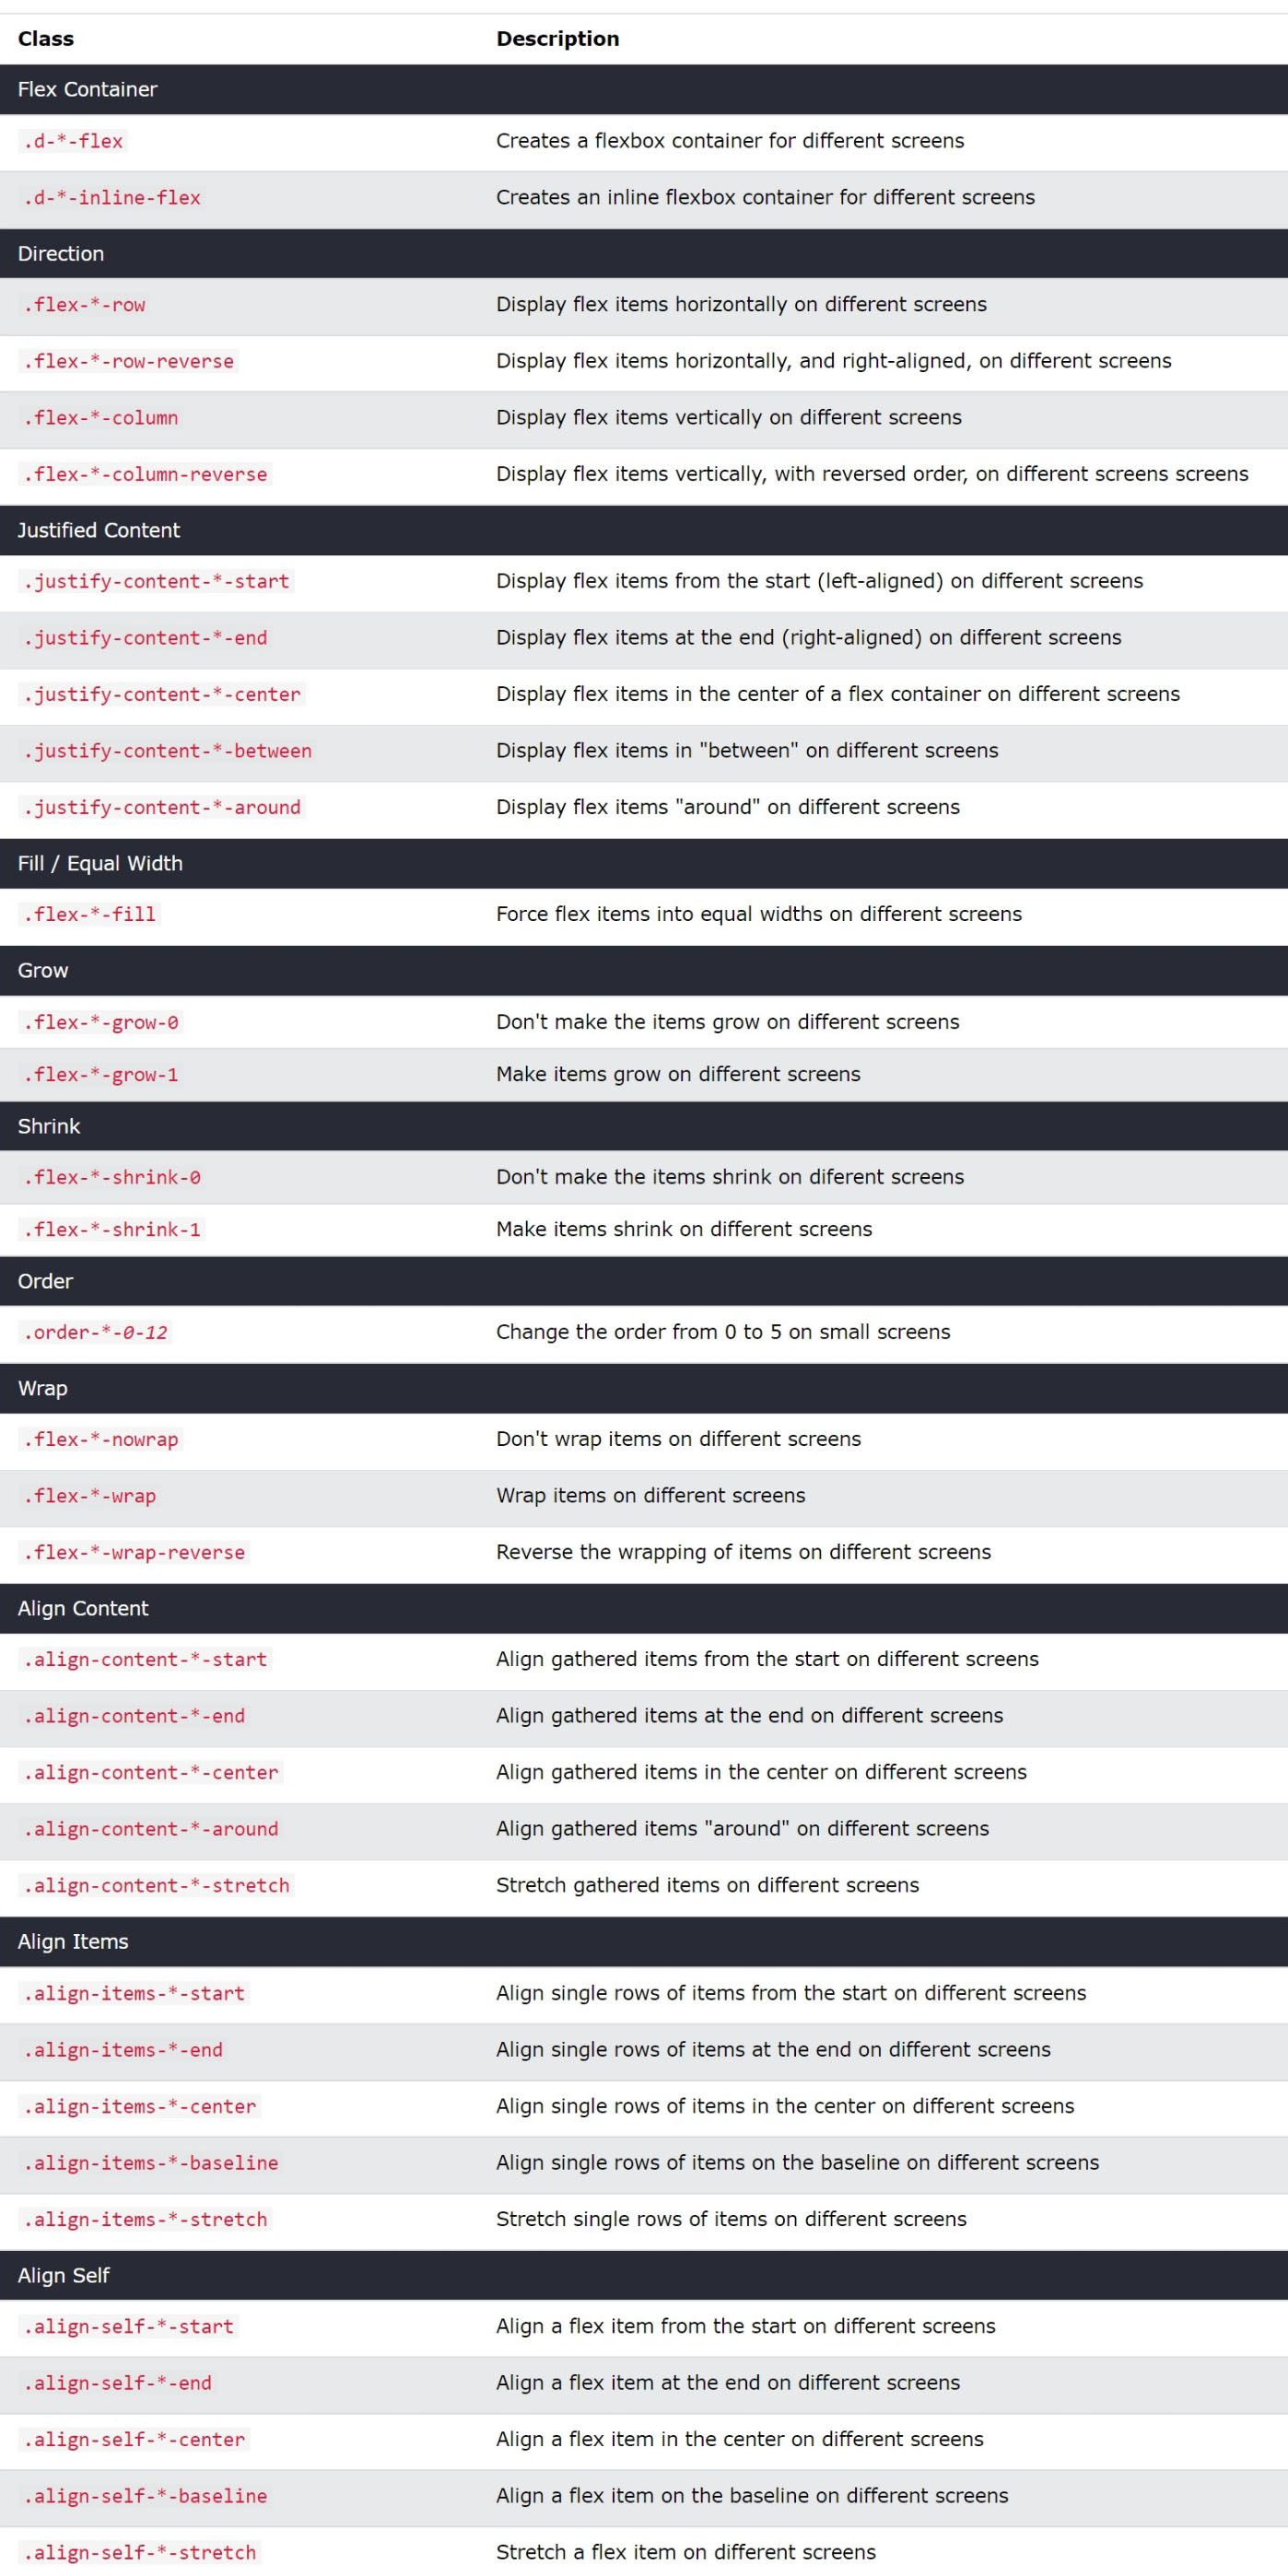 Class Description
Flex Container
.d-*-flex Creates a flexbox container for different screens
.d-*-inline-flex Creates an inline flexbox container for different screens
Direction
.flex-*-row Display flex items horizontally on different screens
.flex-*-row-reverse Display flex items horizontally, and right-aligned, on different screens
.flex-*-column Display flex items vertically on different screens
.flex-*-column-reverse Display flex items vertically, with reversed order, on different screens screens
Justified Content
.justify-content-*-start Display flex items from the start (left-aligned) on different screens
.justify-content-*-end Display flex items at the end (right-aligned) on different screens
.justify-content-*-center Display flex items in the center of a flex container on different screens
.justify-content-*-between Display flex items in "between" on different screens
.justify-content-*-around Display flex items "around" on different screens
Fill / Equal Width
.flex-*-fill Force flex items into equal widths on different screens
Grow
.flex-*-grow-0 Don't make the items grow on different screens
.flex-*-grow-1 Make items grow on different screens
Shrink
.flex-*-shrink-0 Don't make the items shrink on diferent screens
.flex-*-shrink-1 Make items shrink on different screens
Order
.order-*-0-12 Change the order from 0 to 5 on small screens
Wrap
.flex-*-nowrap Don't wrap items on different screens
.flex-*-wrap Wrap items on different screens
.flex-*-wrap-reverse Reverse the wrapping of items on different screens
Align Content
.align-content-*-start Align gathered items from the start on different screens
.align-content-*-end Align gathered items at the end on different screens
.align-content-*-center Align gathered items in the center on different screens
.align-content-*-around Align gathered items "around" on different screens
.align-content-*-stretch Stretch gathered items on different screens
Align Items
.align-items-*-start Align single rows of items from the start on different screens
.align-items-*-end Align single rows of items at the end on different screens
.align-items-*-center Align single rows of items in the center on different screens
.align-items-*-baseline Align single rows of items on the baseline on different screens
.align-items-*-stretch Stretch single rows of items on different screens
Align Self
.align-self-*-start Align a flex item from the start on different screens
.align-self-*-end Align a flex item at the end on different screens
.align-self-*-center Align a flex item in the center on different screens
.align-self-*-baseline Align a flex item on the baseline on different screens
.align-self-*-stretch Stretch a flex item on different screens